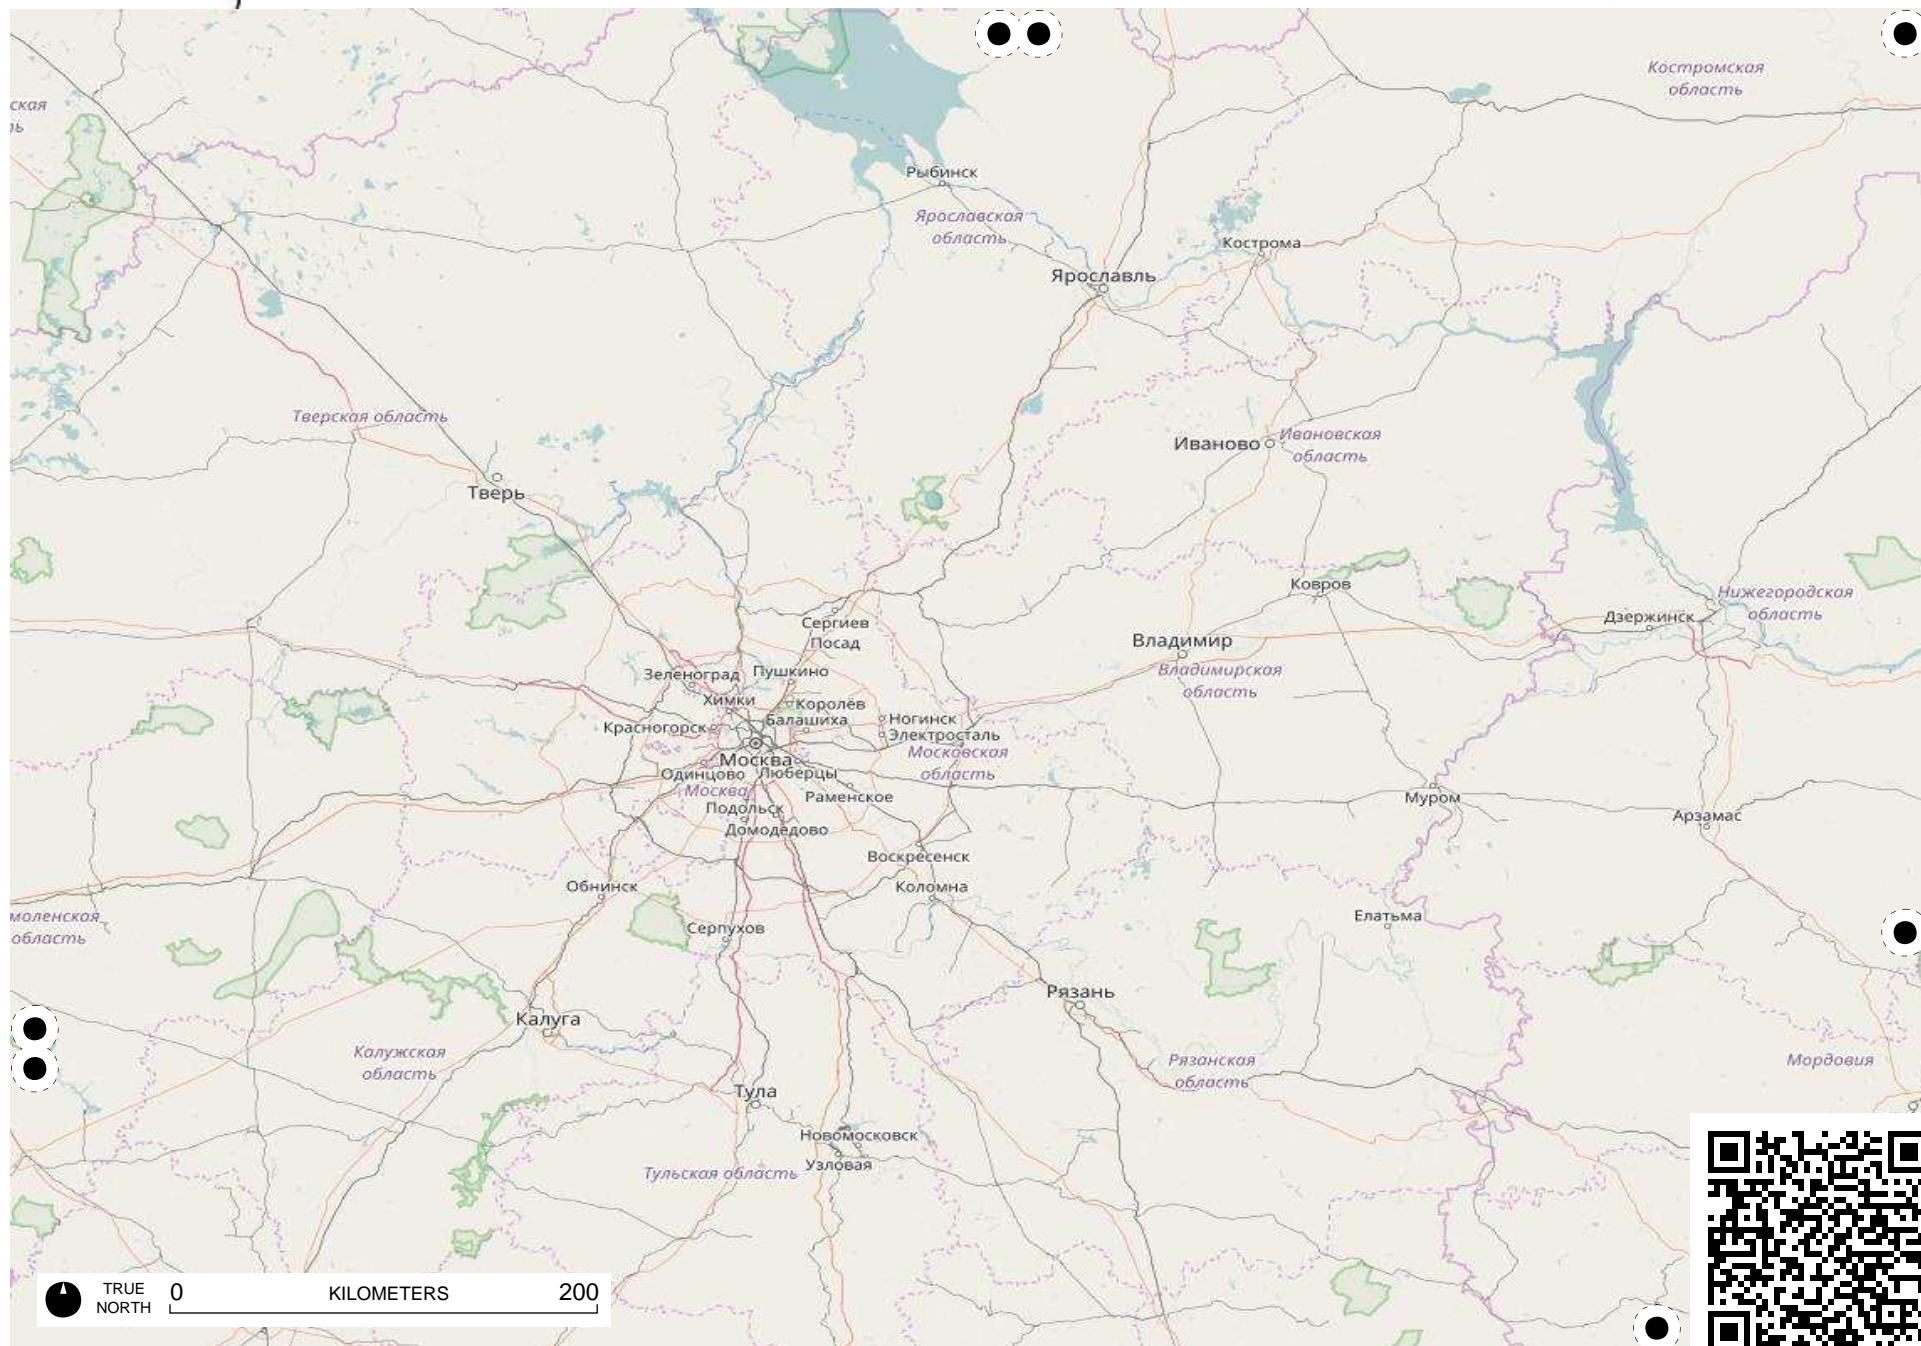 Костромская
область
ская
Рыбинск
Ярославская
область
Кострома
Ярославль
Тверская область
Иваново
Ивановская
область
Тверь
Ковров
Нижегородская
область
Дзержинск
Сергиев
Посад
Владимир
Владимирская
область
Зеленоград
Пушкино
Химки
Королёв
Балашиха
Ногинск
Красногорск
Электросталь
Московская
область
Москва
Одинцово
Люберцы
Москва
Раменское
Подольск
Домодедово
Муром
Арзамас
Воскресенск
Обнинск
Коломна
моленская
область
Елатьма
Серпухов
Рязань
Калуга
Калужская
область
Рязанская
область
Мордовия
Тула
Новомосковск
Узловая
Тульская область
TRUE
NORTH
0 KILOMETERS 200